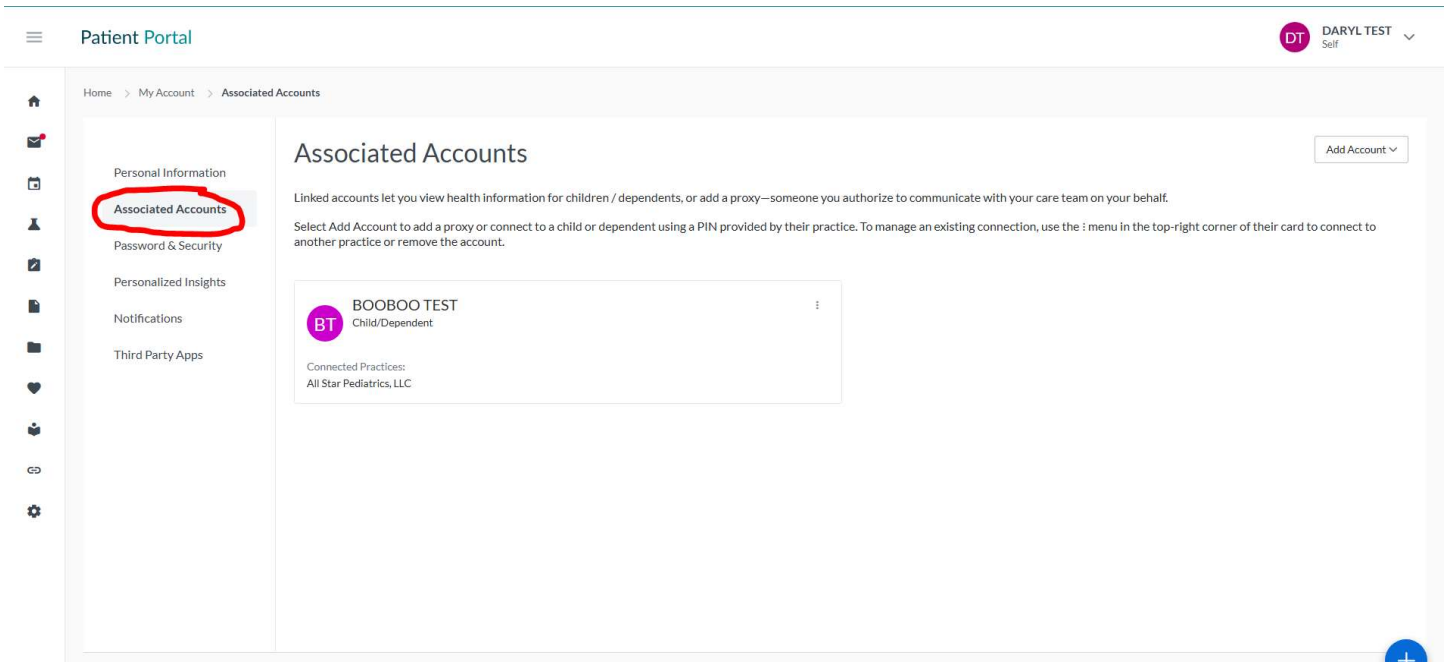 Patient Portal
DT
DARYL TEST
Self
Home > My Account > Associated Accounts
Personal Information
Associated Accounts
Password & Security
Personalized Insights
Notifications
Third Party Apps
Associated Accounts
Add Account
Linked accounts let you view health information for children / dependents, or add a proxy—someone you authorize to communicate with your care team on your behalf.
Select Add Account to add a proxy or connect to a child or dependent using a PIN provided by their practice. To manage an existing connection, use the ⋮ menu in the top-right corner of their card to connect to
another practice or remove the account.
BT
BOOBOO TEST
Child/Dependent
Connected Practices:
All Star Pediatrics, LLC